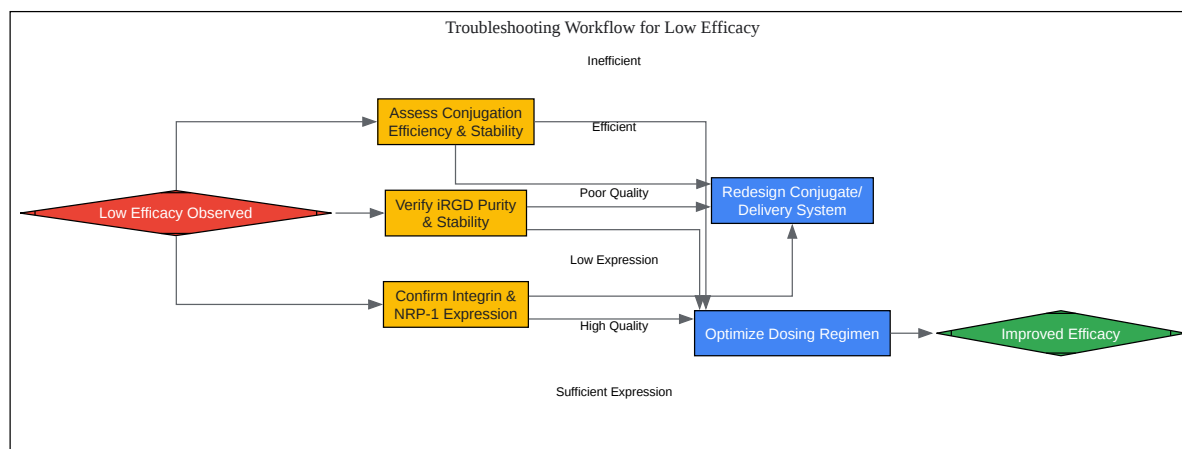 Troubleshooting Workflow for Low Efficacy
Inefficient
Assess Conjugation
Efficiency & Stability
Efficient
Low Efficacy Observed
Verify iRGD Purity
& Stability
Poor Quality
Redesign Conjugate/
Delivery System
Low Expression
Confirm Integrin &
NRP-1 Expression
High Quality
Optimize Dosing Regimen
Improved Efficacy
Sufficient Expression